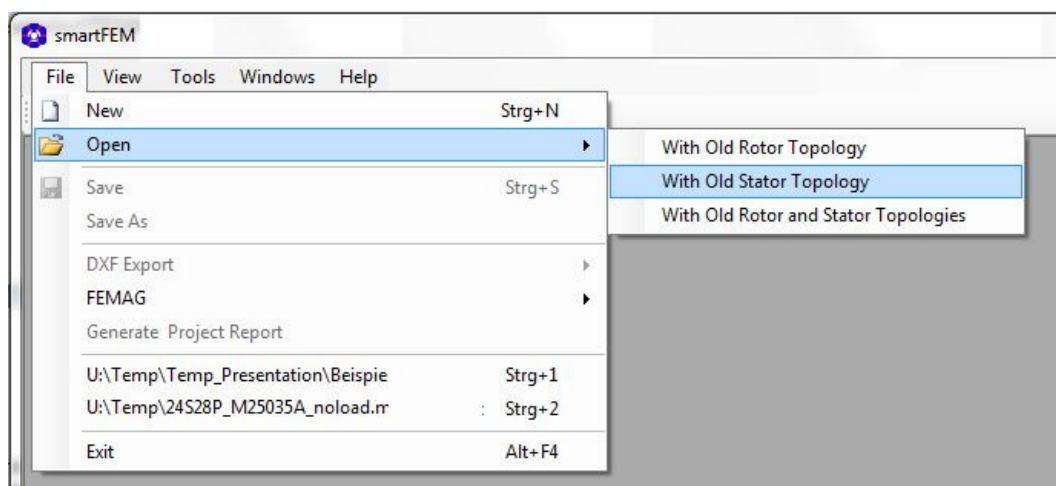 smartFEM
File View Tools Windows Help
New Strg+N
Open
With Old Rotor Topology
With Old Stator Topology
With Old Rotor and Stator Topologies
Save Strg+S
Save As
DXF Export
FEMAG
Generate Project Report
U:\Temp\Temp_Presentation\Beispie Strg+1
U:\Temp\24S28P_M25035A_noload.m : Strg+2
Exit Alt+F4